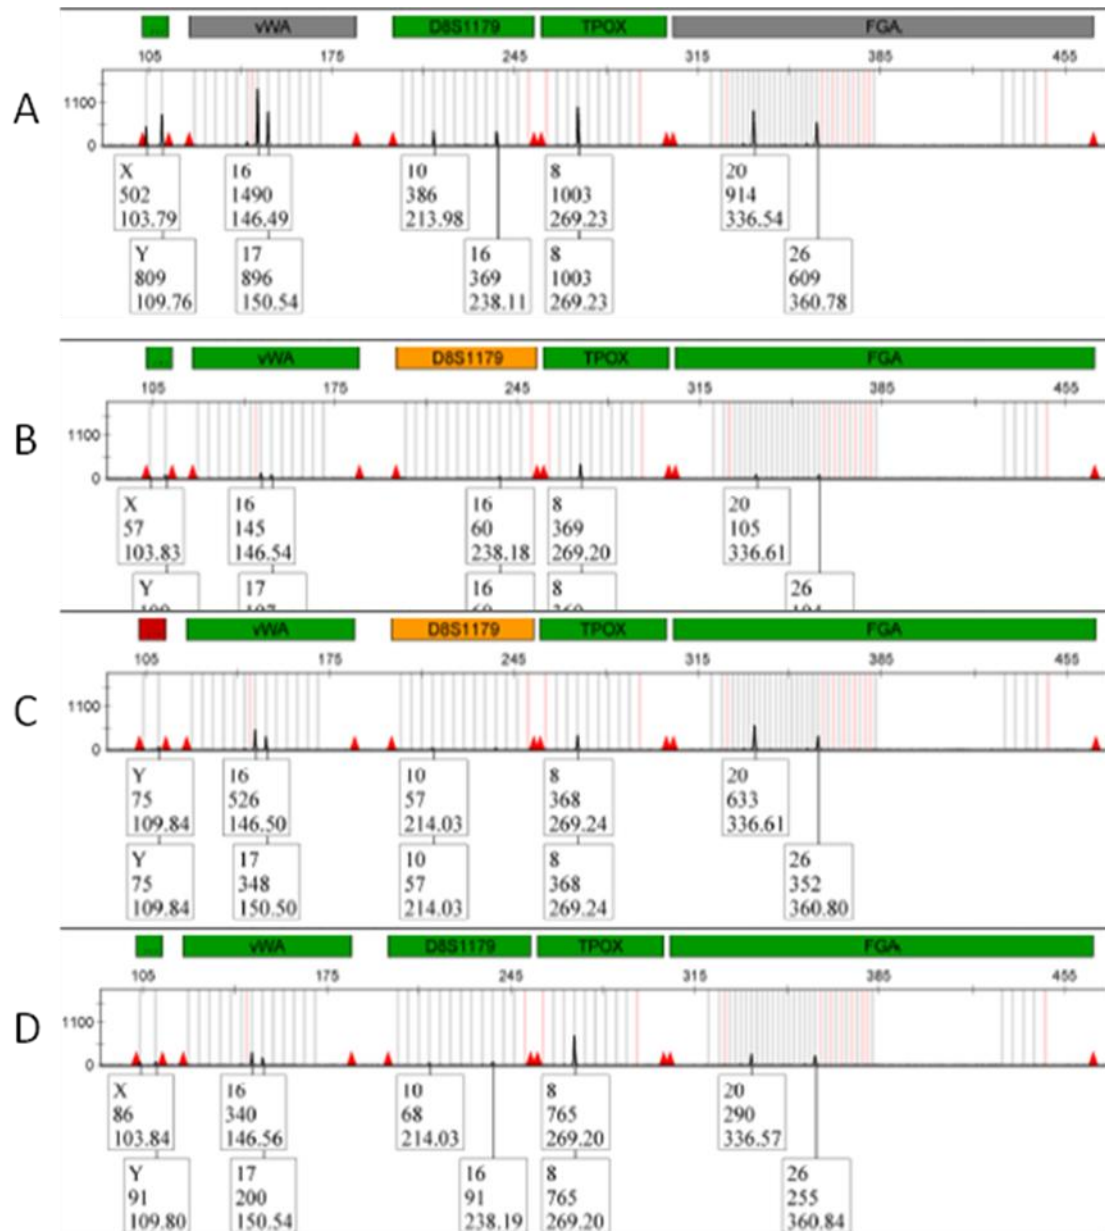 A
vWA D8S1179 TPOX FGA
105 175 245 315 385 455
1100
0
X 16 10 8 20
502 1490 386 1003 914
103.79 146.49 213.98 269.23 336.54
Y 17 16 8 26
809 896 369 1003 609
109.76 150.54 238.11 269.23 360.78
B
vWA D8S1179 TPOX FGA
105 175 245 315 385 455
1100
0
X 16 16 8 20
57 145 60 369 105
103.83 146.54 238.18 269.20 336.61
Y 17 16 8 26
C
vWA D8S1179 TPOX FGA
105 175 245 315 385 455
1100
0
Y 16 10 8 20
75 526 57 368 633
109.84 146.50 214.03 269.24 336.61
Y 17 10 8 26
75 348 57 368 352
109.84 150.50 214.03 269.24 360.80
D
vWA D8S1179 TPOX FGA
105 175 245 315 385 455
1100
0
X 16 10 8 20
86 340 68 765 290
103.84 146.56 214.03 269.20 336.57
Y 17 16 8 26
91 200 91 765 255
109.80 150.54 238.19 269.20 360.84